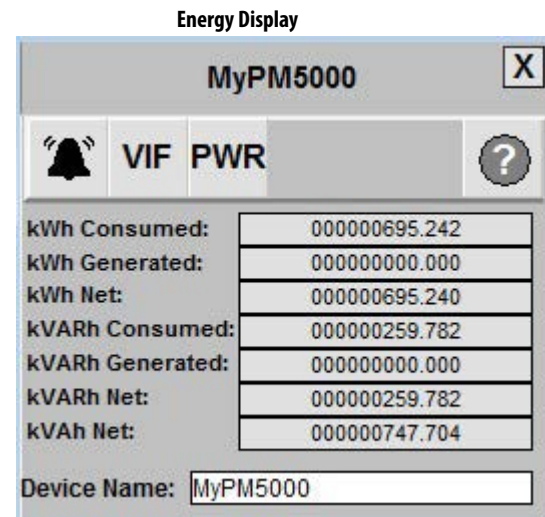 Energy Display
MyPM5000 X
VIF PWR ?
kWh Consumed: 000000695.242
kWh Generated: 000000000.000
kWh Net: 000000695.240
kVARh Consumed: 000000259.782
kVARh Generated: 000000000.000
kVARh Net: 000000259.782
kVAh Net: 000000747.704
Device Name: MyPM5000